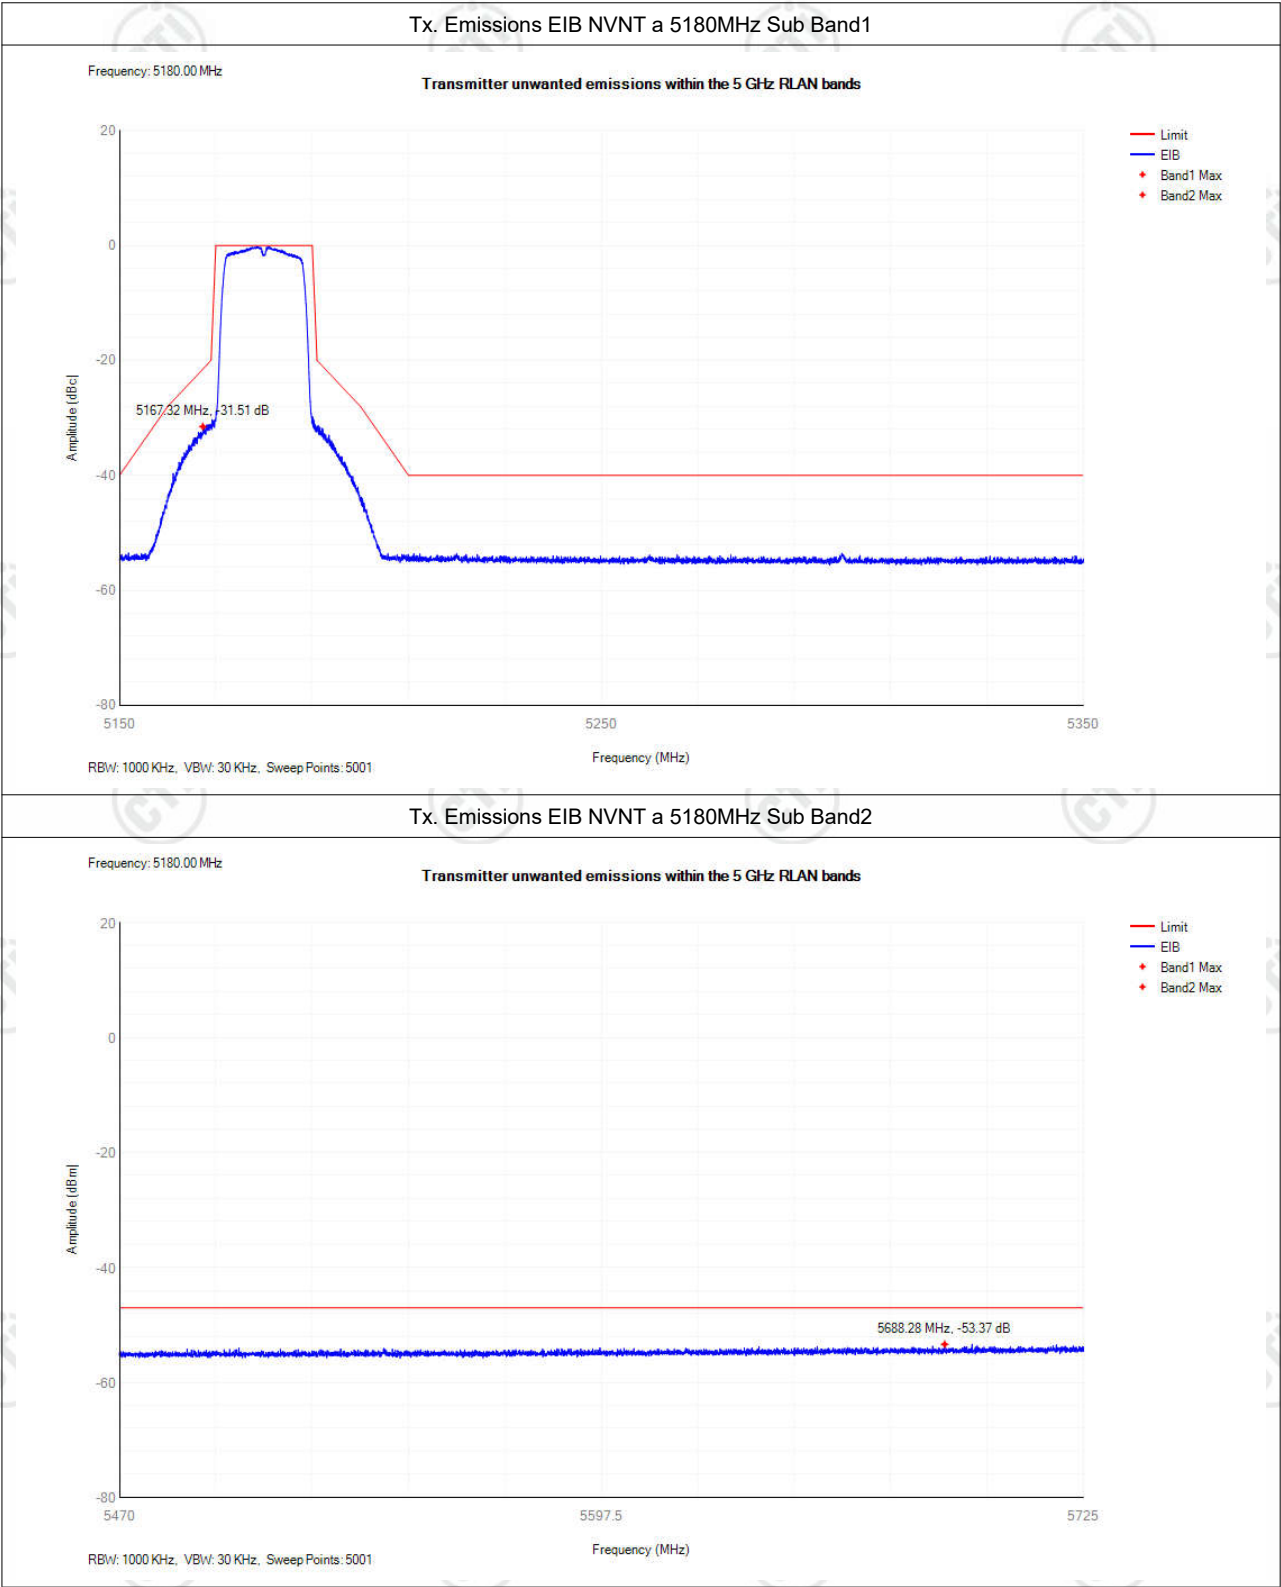 Tx. Emissions EIB NVNT a 5180MHz Sub Band1
Frequency: 5180.00 MHz
Transmitter unwanted emissions within the 5 GHz RLAN bands
20
0
-20
-40
-60
-80
Amplitude [dBc]
5167.32 MHz, -31.51 dB
Limit
EIB
Band1 Max
Band2 Max
5150
5250
5350
Frequency (MHz)
RBW: 1000 KHz, VBW: 30 KHz, Sweep Points: 5001
Tx. Emissions EIB NVNT a 5180MHz Sub Band2
Frequency: 5180.00 MHz
Transmitter unwanted emissions within the 5 GHz RLAN bands
20
0
-20
-40
-60
-80
Amplitude [dBm]
5688.28 MHz, -53.37 dB
Limit
EIB
Band1 Max
Band2 Max
5470
5597.5
5725
Frequency (MHz)
RBW: 1000 KHz, VBW: 30 KHz, Sweep Points: 5001